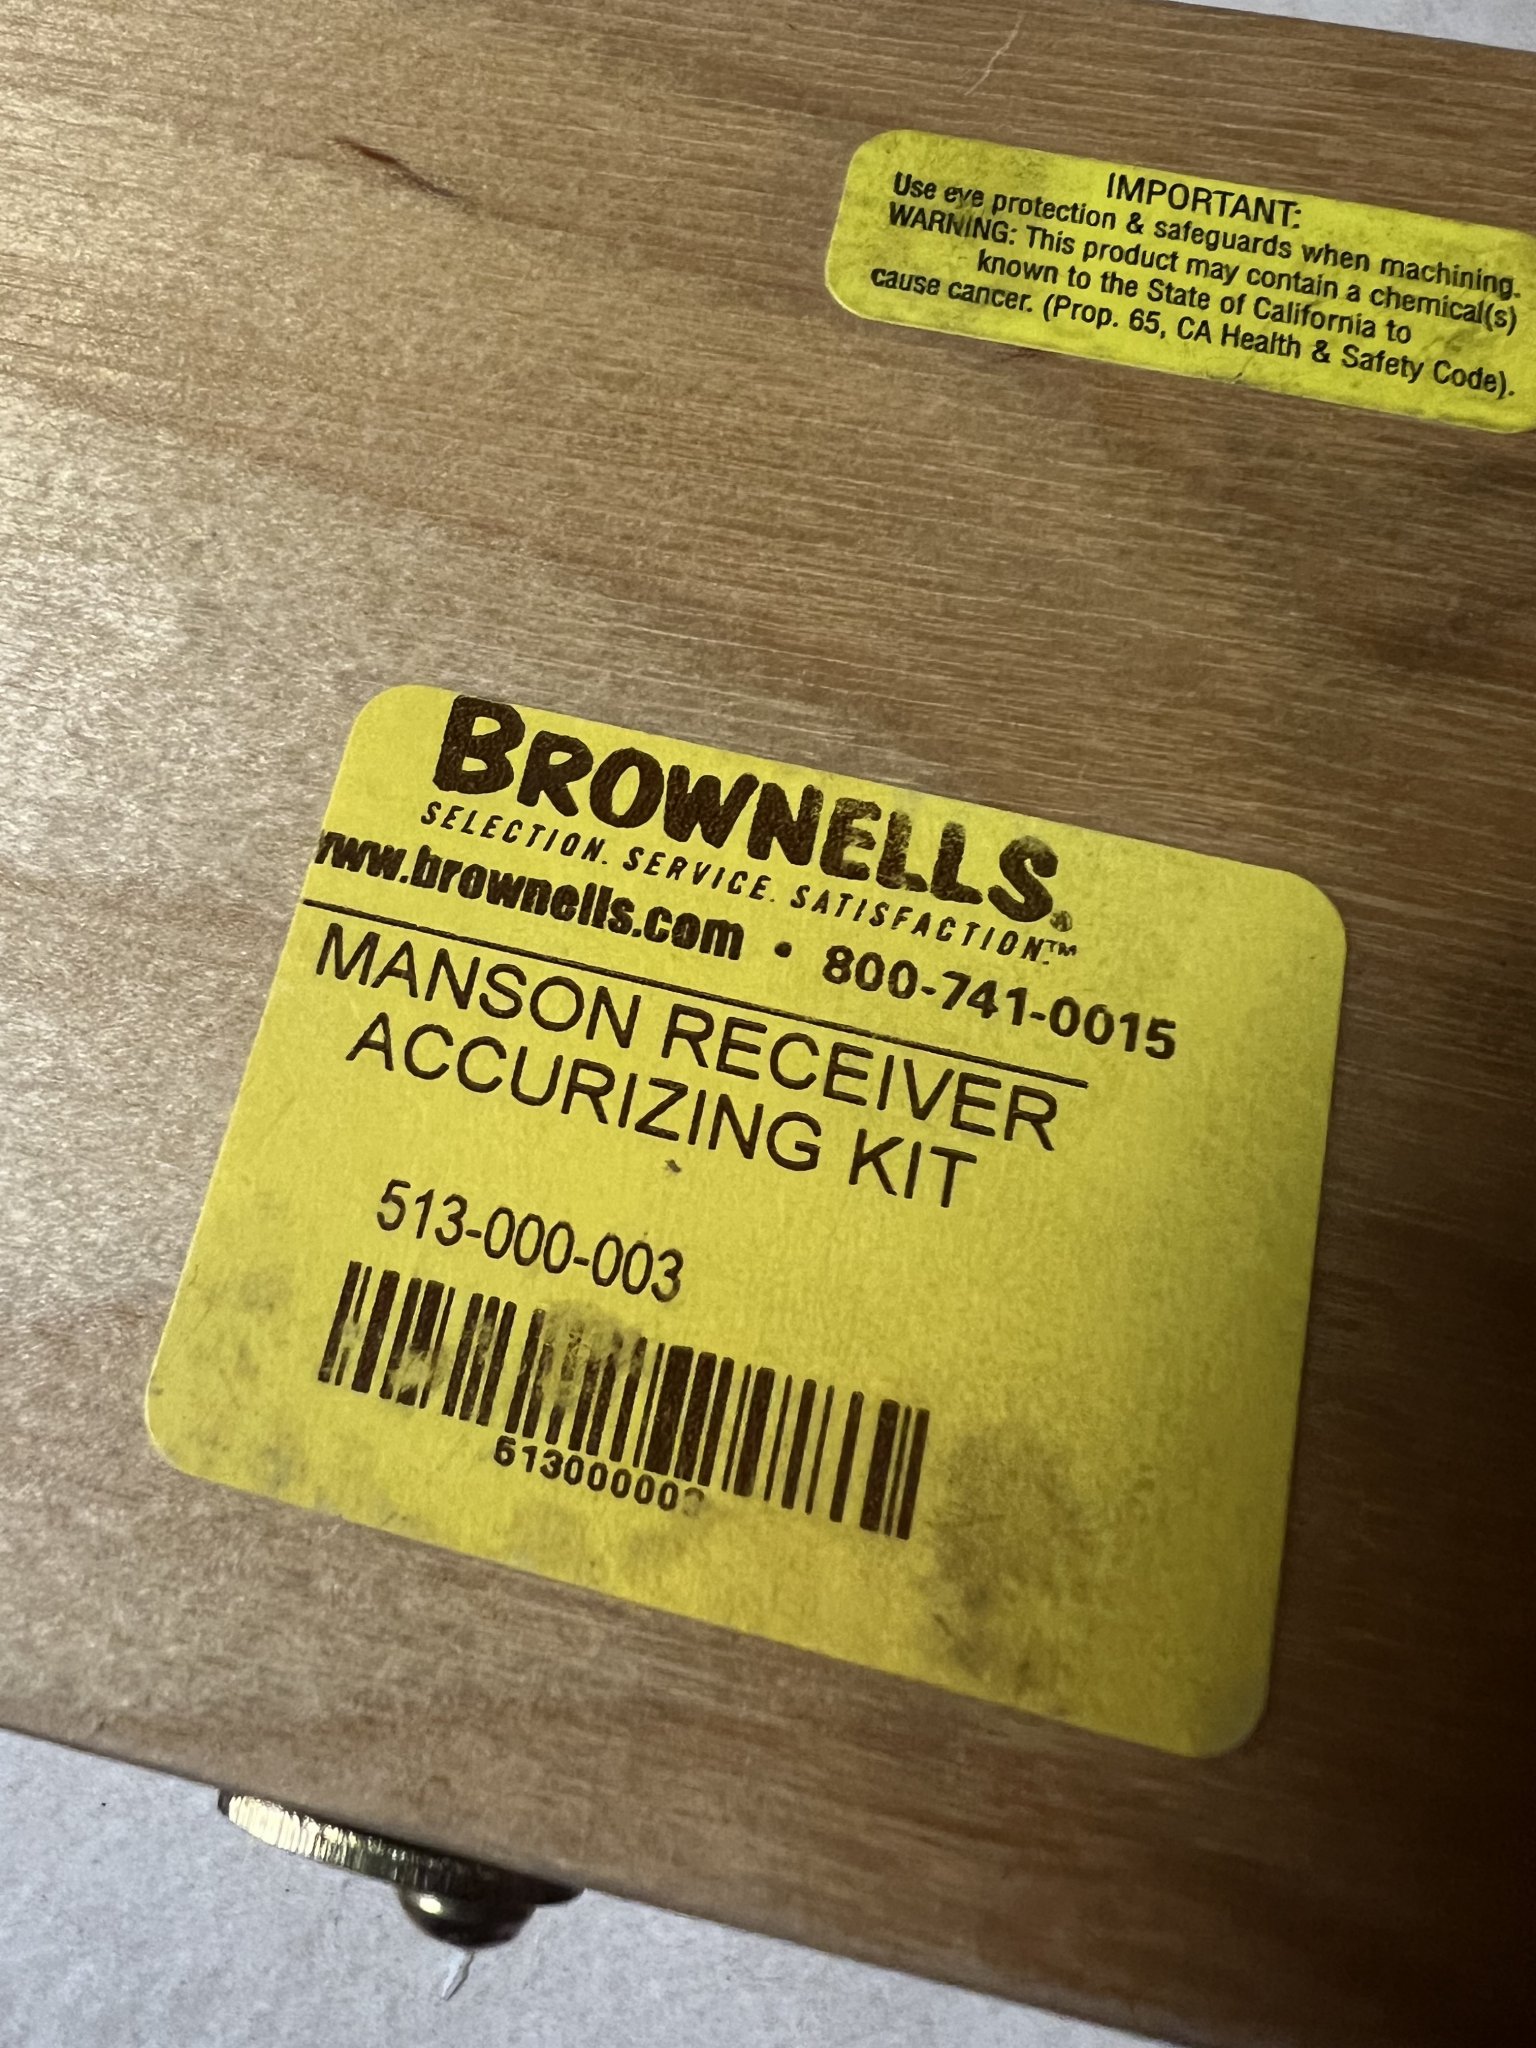 IMPORTANT:
Use eye protection & safeguards when machining.
WARNING: This product may contain a chemical(s)
known to the State of California to
cause cancer. (Prop. 65, CA Health & Safety Code).
BROWNELLS®
SELECTION. SERVICE. SATISFACTION.™
www.brownells.com • 800-741-0015
MANSON RECEIVER
ACCURIZING KIT
513-000-003
513000003